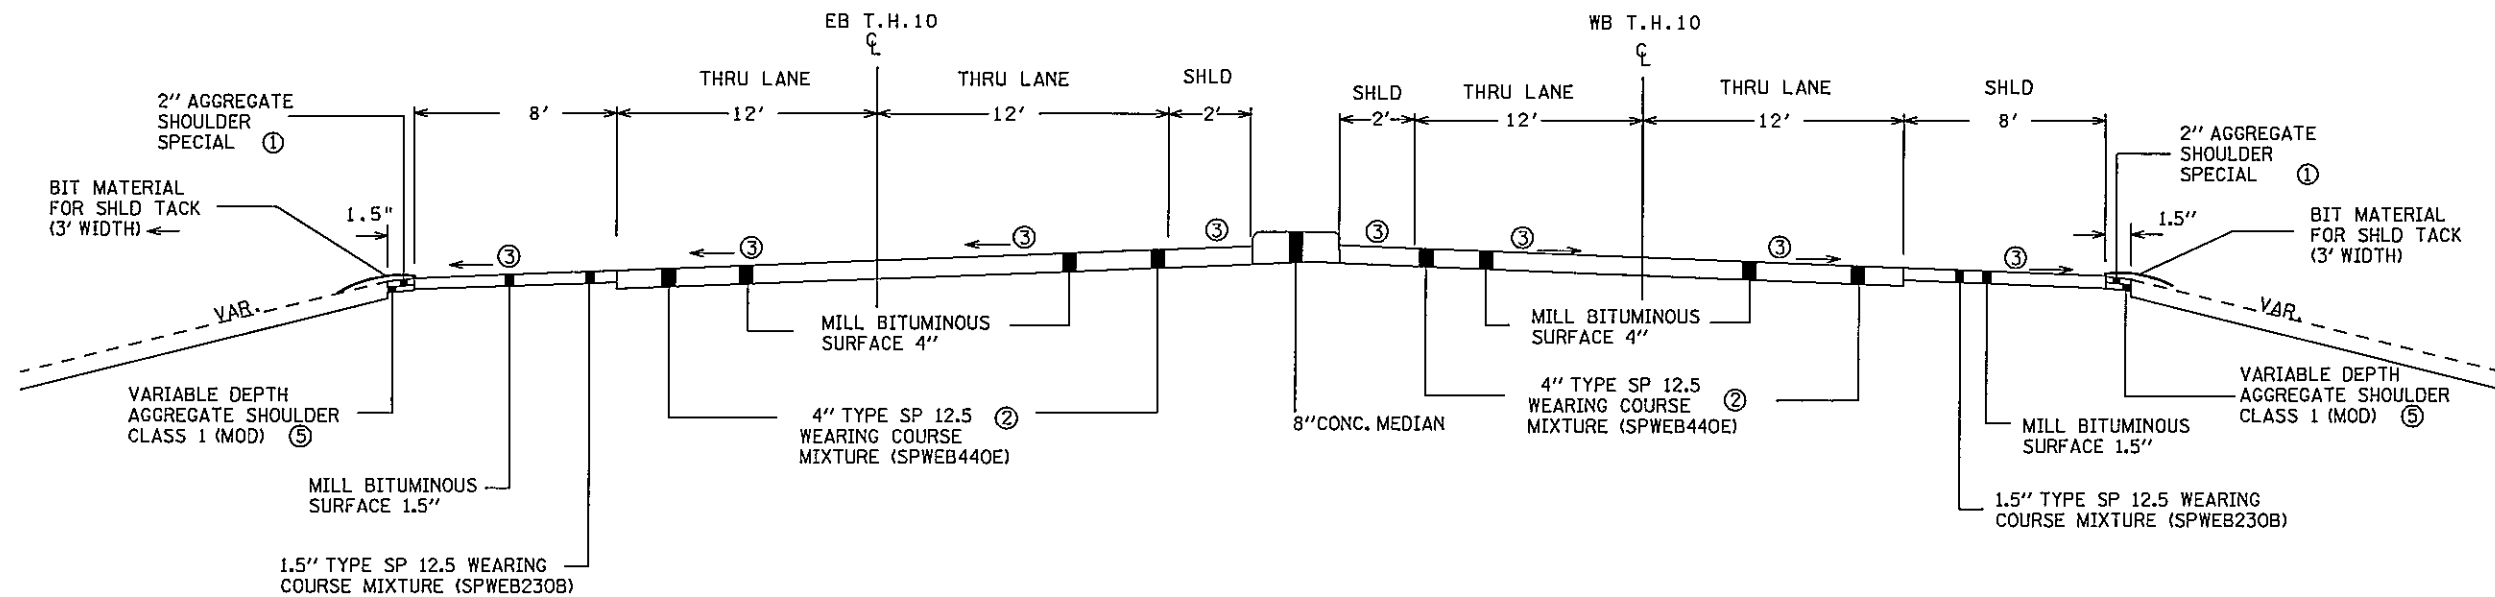 EB T.H.10
℄
WB T.H.10
℄
THRU LANE
THRU LANE
SHLD
SHLD
THRU LANE
THRU LANE
SHLD
8'
12'
12'
2'
2'
12'
12'
8'
2" AGGREGATE
SHOULDER
SPECIAL ①
BIT MATERIAL
FOR SHLD TACK
(3' WIDTH)
1.5"
③
③
③
③
③
③
③
③
2" AGGREGATE
SHOULDER
SPECIAL ①
1.5"
BIT MATERIAL
FOR SHLD TACK
(3' WIDTH)
VAR.
VAR.
MILL BITUMINOUS
SURFACE 4"
MILL BITUMINOUS
SURFACE 4"
VARIABLE DEPTH
AGGREGATE SHOULDER
CLASS 1 (MOD) ⑤
4" TYPE SP 12.5 ②
WEARING COURSE
MIXTURE (SPWEB440E)
8" CONC. MEDIAN
4" TYPE SP 12.5
WEARING COURSE ②
MIXTURE (SPWEB440E)
VARIABLE DEPTH
AGGREGATE SHOULDER
CLASS 1 (MOD) ⑤
MILL BITUMINOUS
SURFACE 1.5"
MILL BITUMINOUS
SURFACE 1.5"
1.5" TYPE SP 12.5 WEARING
COURSE MIXTURE (SPWEB230B)
1.5" TYPE SP 12.5 WEARING
COURSE MIXTURE (SPWEB230B)